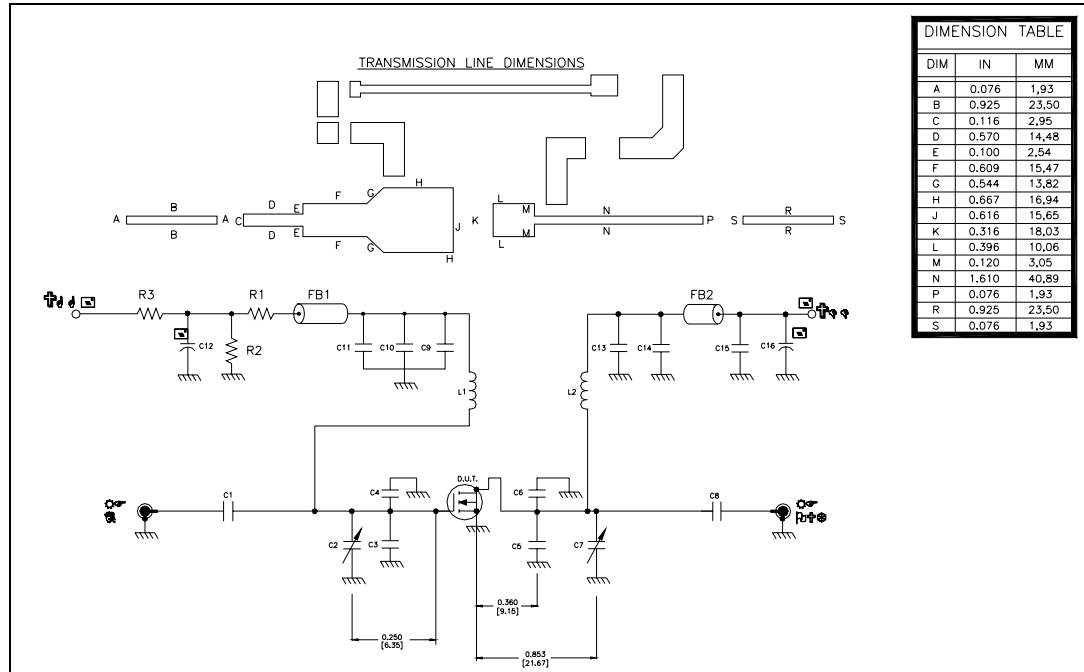 TRANSMISSION LINE DIMENSIONS
DIMENSION TABLE
DIM IN MM
A 0.076 1,93
B 0.925 23,50
C 0.116 2,95
D 0.570 14,48
E 0.100 2,54
F 0.609 15,47
G 0.544 13,82
H 0.667 16,94
J 0.616 15,65
K 0.316 18,03
L 0.396 10,06
M 0.120 3,05
N 1.610 40,89
P 0.076 1,93
R 0.925 23,50
S 0.076 1,93
H
F G L
D E M N R
B
A A C J K P S S
B
D E M N R
F G L
H
R3 R1 FB1 FB2
C12 R2 C11 C10 C9 C13 C14 C15 C16
L1 L2
D.U.T.
C4 C6
C1 C8
C2 C3 C5 C7
0.360
[9.15]
0.250
[6.35]
0.853
[21.67]